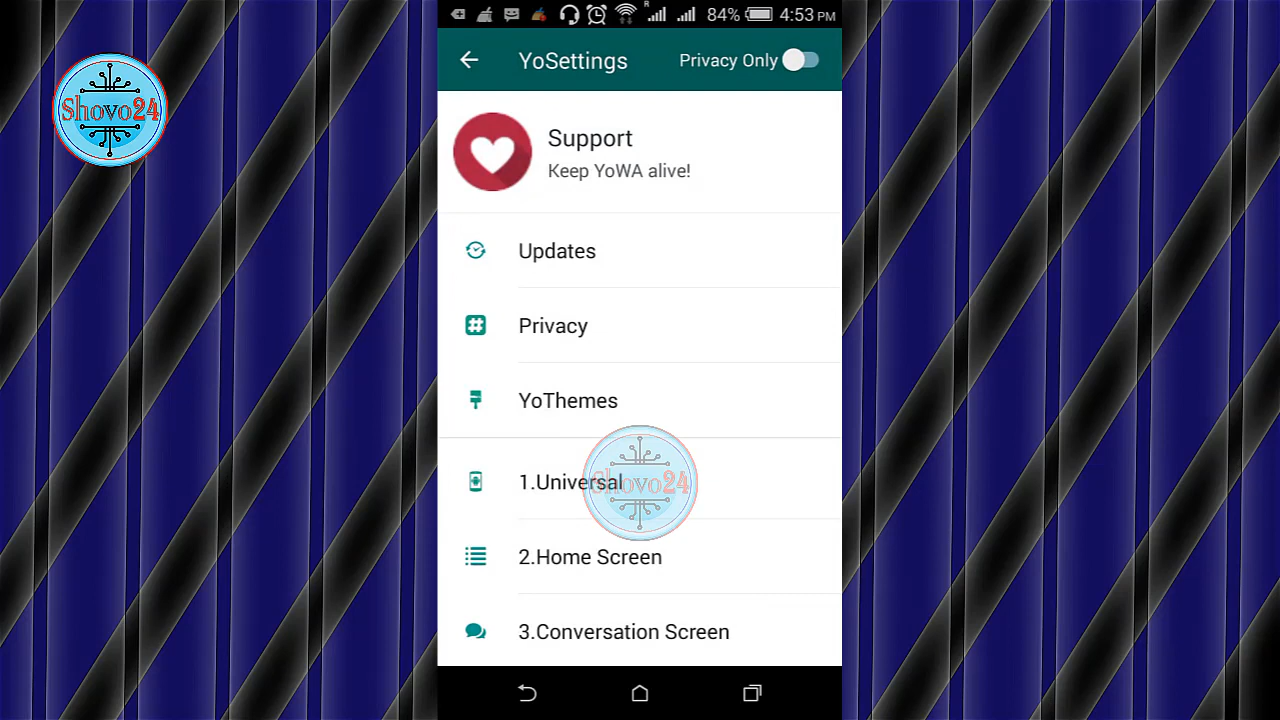 Shovo24
84% 4:53 PM
YoSettings Privacy Only
Support
Keep YoWA alive!
Updates
Privacy
YoThemes
1.Universal
Shovo24
2.Home Screen
3.Conversation Screen